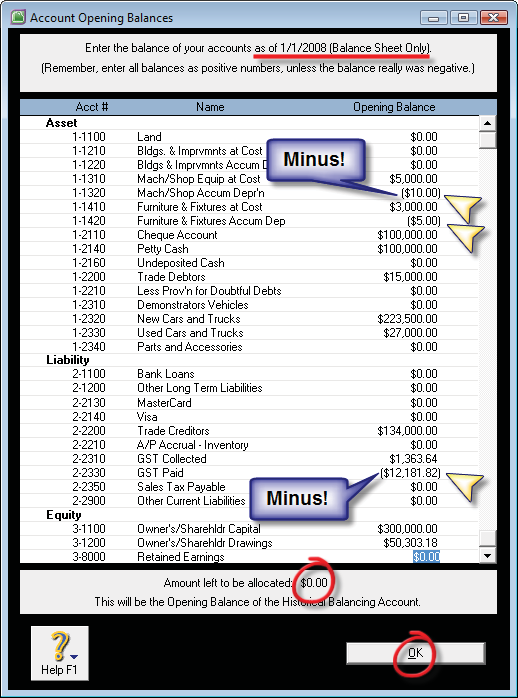 Account Opening Balances
Enter the balance of your accounts as of 1/1/2008 (Balance Sheet Only).
(Remember, enter all balances as positive numbers, unless the balance really was negative.)
Acct # Name Opening Balance
Asset
1-1100 Land $0.00
1-1210 Bldgs. & Imprvmnts at Cost $0.00
1-1220 Bldgs & Imprvmnts Accum D $0.00
Minus!
1-1310 Mach/Shop Equip at Cost $5,000.00
1-1320 Mach/Shop Accum Depr'n ($10.00)
1-1410 Furniture & Fixtures at Cost $3,000.00
1-1420 Furniture & Fixtures Accum Dep ($5.00)
1-2110 Cheque Account $100,000.00
1-2140 Petty Cash $100,000.00
1-2160 Undeposited Cash $0.00
1-2200 Trade Debtors $15,000.00
1-2210 Less Prov'n for Doubtful Debts $0.00
1-2310 Demonstrators Vehicles $0.00
1-2320 New Cars and Trucks $223,500.00
1-2330 Used Cars and Trucks $27,000.00
1-2340 Parts and Accessories $0.00
Liability
2-1100 Bank Loans $0.00
2-1200 Other Long Term Liabilities $0.00
2-2130 MasterCard $0.00
2-2140 Visa $0.00
2-2200 Trade Creditors $134,000.00
2-2210 A/P Accrual - Inventory $0.00
2-2310 GST Collected $1,363.64
2-2330 GST Paid ($12,181.82)
2-2350 Sales Tax Payable $0.00
Minus!
2-2900 Other Current Liabilities $0.00
Equity
3-1100 Owner's/Sharehldr Capital $300,000.00
3-1200 Owner's/Sharehldr Drawings $50,303.18
3-8000 Retained Earnings $0.00
Amount left to be allocated: $0.00
This will be the Opening Balance of the Historical Balancing Account.
?
Help F1
OK